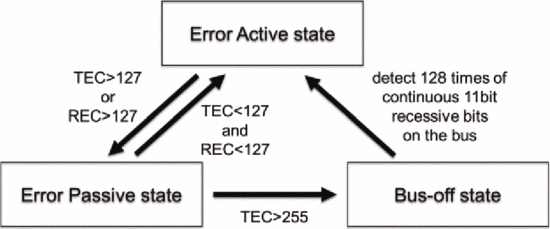 Error Active state
TEC>127
or
REC>127
TEC<127
and
REC<127
detect 128 times of
continuous 11bit
recessive bits
on the bus
Error Passive state
TEC>255
Bus-off state